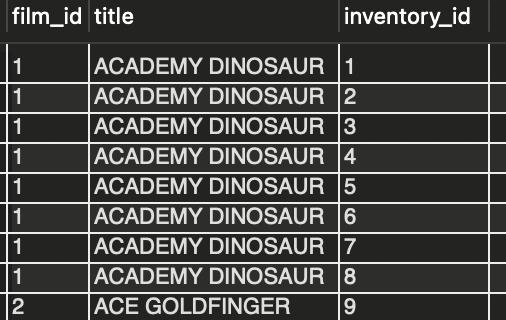 film_id title inventory_id
1 ACADEMY DINOSAUR 1
1 ACADEMY DINOSAUR 2
1 ACADEMY DINOSAUR 3
1 ACADEMY DINOSAUR 4
1 ACADEMY DINOSAUR 5
1 ACADEMY DINOSAUR 6
1 ACADEMY DINOSAUR 7
1 ACADEMY DINOSAUR 8
2 ACE GOLDFINGER 9